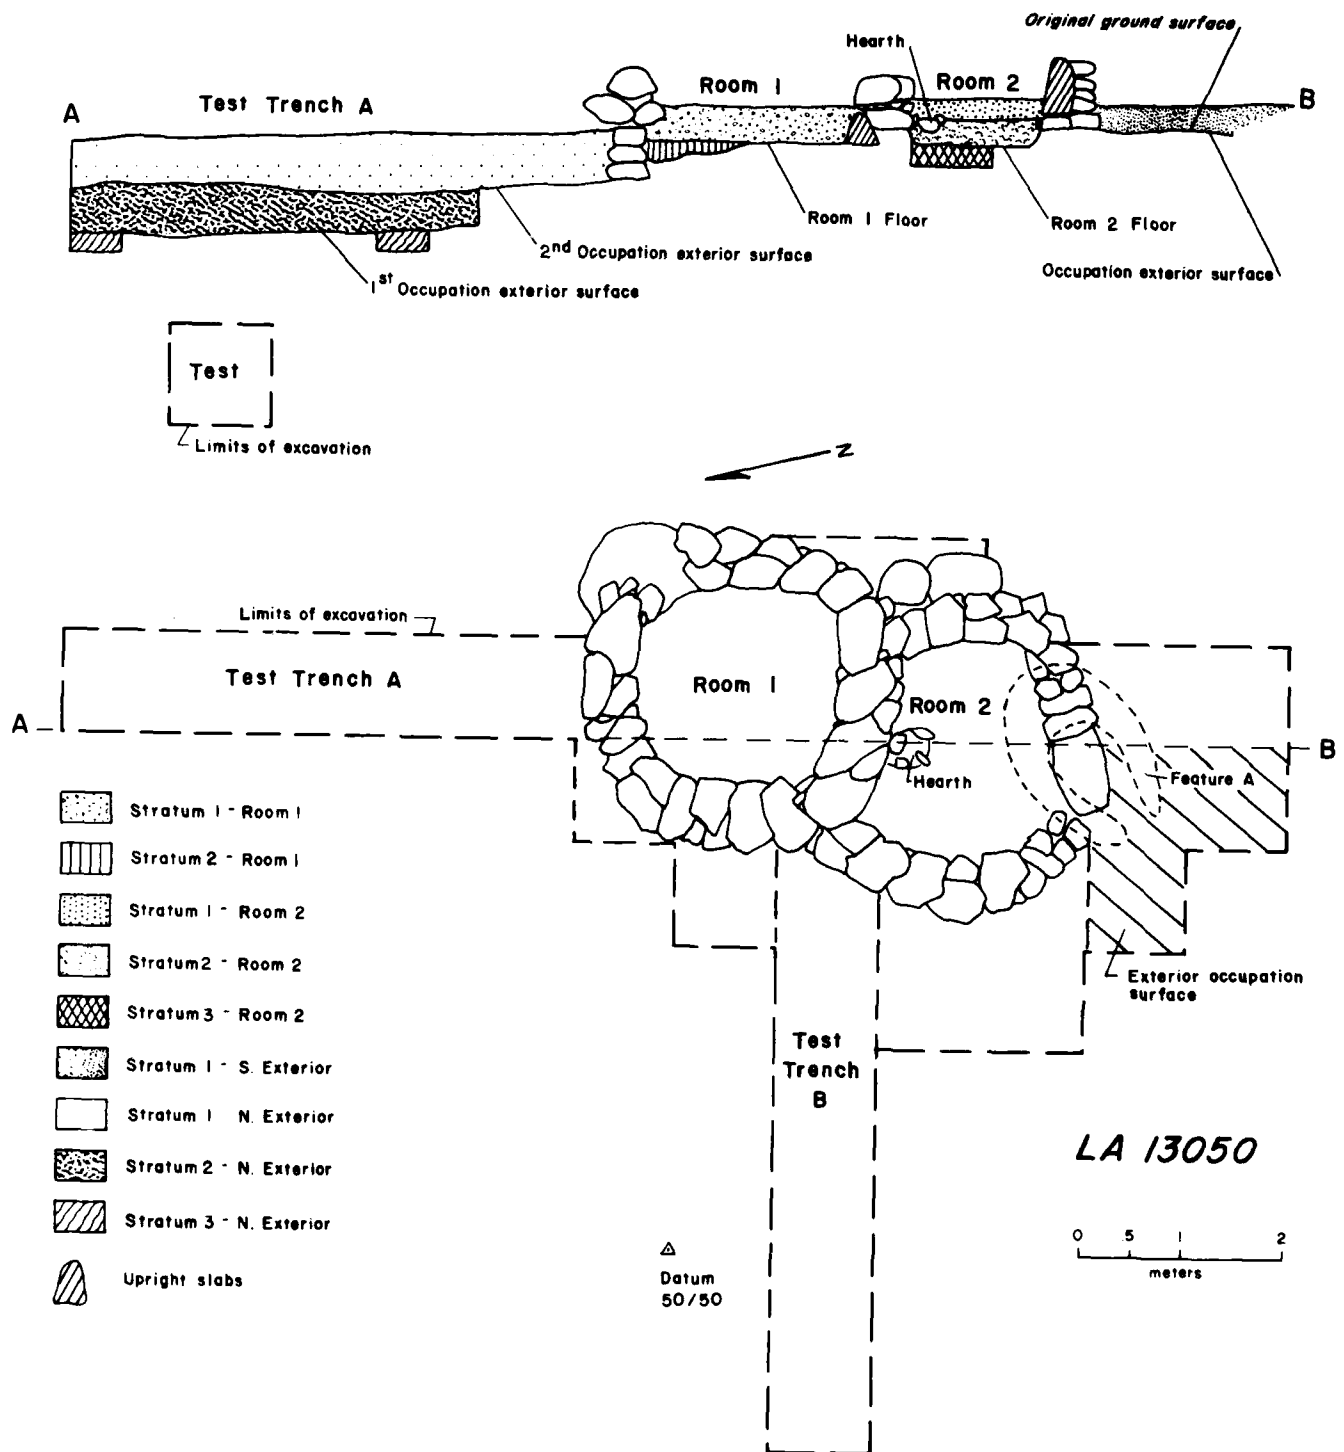 Original ground surface
Hearth
Room 1
Room 2
A
Test Trench A
B
Room 1 Floor
Room 2 Floor
2nd Occupation exterior surface
Occupation exterior surface
1st Occupation exterior surface
Test
Limits of excavation
N
Limits of excavation
Test Trench A
Room 1
Room 2
A
B
Hearth
Feature A
Stratum 1 - Room 1
Stratum 2 - Room 1
Stratum 1 - Room 2
Stratum 2 - Room 2
Stratum 3 - Room 2
Stratum 1 - S. Exterior
Stratum 1 N. Exterior
Stratum 2 - N. Exterior
Stratum 3 - N. Exterior
Upright slabs
Exterior occupation
surface
Test
Trench
B
LA 13050
0 .5 1 2
meters
Datum
50/50